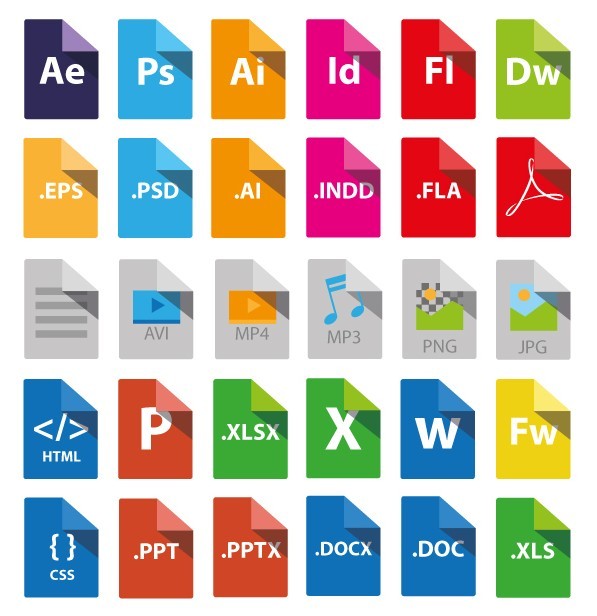 Ae Ps Ai Id Fl Dw
.EPS .PSD .AI .INDD .FLA
AVI MP4 MP3 PNG JPG
</> HTML P .XLSX X W Fw
{ } CSS .PPT .PPTX .DOCX .DOC .XLS